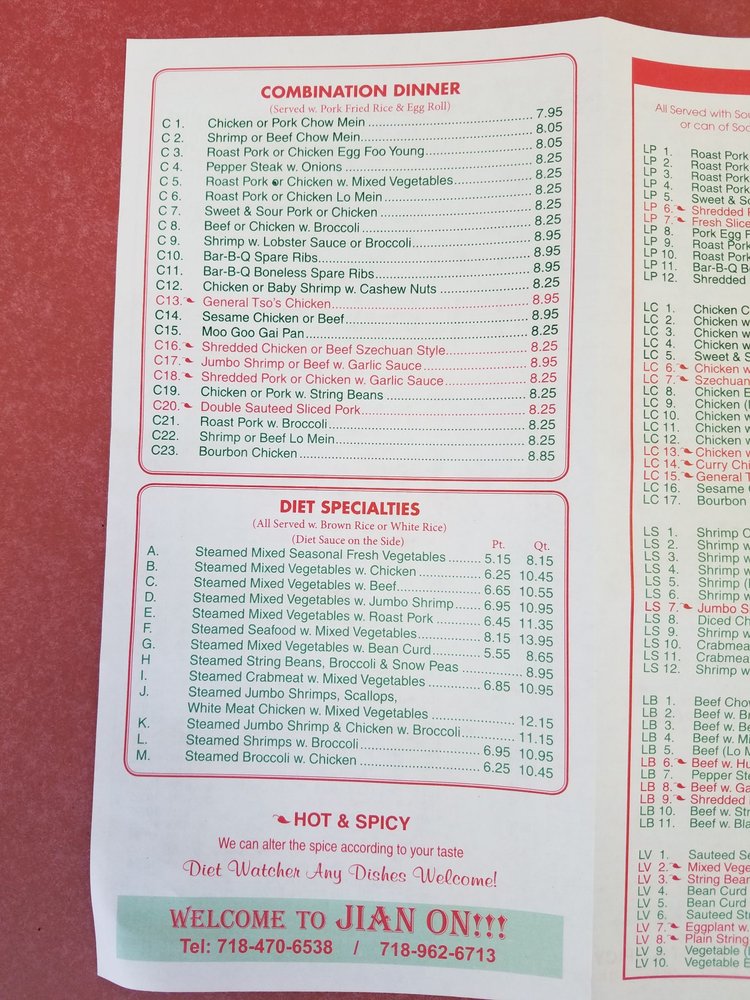 COMBINATION DINNER
(Served w. Pork Fried Rice & Egg Roll)
C 1. Chicken or Pork Chow Mein 7.95
C 2. Shrimp or Beef Chow Mein 8.05
C 3. Roast Pork or Chicken Egg Foo Young 8.05
C 4. Pepper Steak w. Onions 8.25
C 5. Roast Pork or Chicken w. Mixed Vegetables 8.25
C 6. Roast Pork or Chicken Lo Mein 8.25
C 7. Sweet & Sour Pork or Chicken 8.25
C 8. Beef or Chicken w. Broccoli 8.25
C 9. Shrimp w. Lobster Sauce or Broccoli 8.95
C10. Bar-B-Q Spare Ribs 8.95
C11. Bar-B-Q Boneless Spare Ribs 8.95
C12. Chicken or Baby Shrimp w. Cashew Nuts 8.25
C13. General Tso's Chicken 8.95
C14. Sesame Chicken or Beef 8.95
C15. Moo Goo Gai Pan 8.25
C16. Shredded Chicken or Beef Szechuan Style 8.25
C17. Jumbo Shrimp or Beef w. Garlic Sauce 8.95
C18. Shredded Pork or Chicken w. Garlic Sauce 8.25
C19. Chicken or Pork w. String Beans 8.25
C20. Double Sauteed Sliced Pork 8.25
C21. Roast Pork w. Broccoli 8.25
C22. Shrimp or Beef Lo Mein 8.25
C23. Bourbon Chicken 8.85
DIET SPECIALTIES
(All Served w. Brown Rice or White Rice)
(Diet Sauce on the Side) Pt. Qt.
A. Steamed Mixed Seasonal Fresh Vegetables 5.15 8.15
B. Steamed Mixed Vegetables w. Chicken 6.25 10.45
C. Steamed Mixed Vegetables w. Beef 6.65 10.55
D. Steamed Mixed Vegetables w. Jumbo Shrimp 6.95 10.95
E. Steamed Mixed Vegetables w. Roast Pork 6.45 11.35
F. Steamed Seafood w. Mixed Vegetables 8.15 13.95
G. Steamed Mixed Vegetables w. Bean Curd 5.55 8.65
H Steamed String Beans, Broccoli & Snow Peas 8.95
I. Steamed Crabmeat w. Mixed Vegetables 6.85 10.95
J. Steamed Jumbo Shrimps, Scallops,
White Meat Chicken w. Mixed Vegetables 12.15
K. Steamed Jumbo Shrimp & Chicken w. Broccoli 11.15
L. Steamed Shrimps w. Broccoli 6.95 10.95
M. Steamed Broccoli w. Chicken 6.25 10.45
HOT & SPICY
We can alter the spice according to your taste
Diet Watcher Any Dishes Welcome!
WELCOME TO JIAN ON!!!
Tel: 718-470-6538 / 718-962-6713
All Served with
or can of
LP 1. Roast Pork
LP 2. Roast Pork
LP 3. Roast Pork
LP 4. Roast Pork
LP 5. Sweet &
LP 6. Shredded
LP 7. Fresh
LP 8. Pork Egg
LP 9. Roast Pork
LP 10. Roast Pork
LP 11. Bar-B-Q
LP 12. Shredded
LC 1. Chicken
LC 2. Chicken
LC 3. Chicken
LC 4. Chicken
LC 5. Sweet &
LC 6. Chicken
LC 7. Szechuan
LC 8. Chicken
LC 9. Chicken
LC 10. Chicken
LC 11. Chicken
LC 12. Chicken
LC 13. Chicken
LC 14. Curry
LC 15. General
LC 16. Sesame
LC 17. Bourbon
LS 1. Shrimp
LS 2. Shrimp
LS 3. Shrimp
LS 4. Shrimp
LS 5. Shrimp
LS 6. Shrimp
LS 7. Jumbo
LS 8. Diced
LS 9. Shrimp
LS 10.
LS 11.
LS 12. Shrimp
LB 1. Beef
LB 2. Beef w.
LB 3. Beef w.
LB 4. Beef w.
LB 5. Beef (Lo
LB 6. Beef w.
LB 7. Pepper
LB 8. Beef w.
LB 9. Shredded
LB 10. Beef w.
LB 11. Beef w.
LV 1. Sauteed
LV 2. Mixed
LV 3. String
LV 4. Bean Curd
LV 5. Bean Curd
LV 6. Sauteed
LV 7. Eggplant w.
LV 8. Plain String
LV 9. Vegetable
LV 10. Vegetable